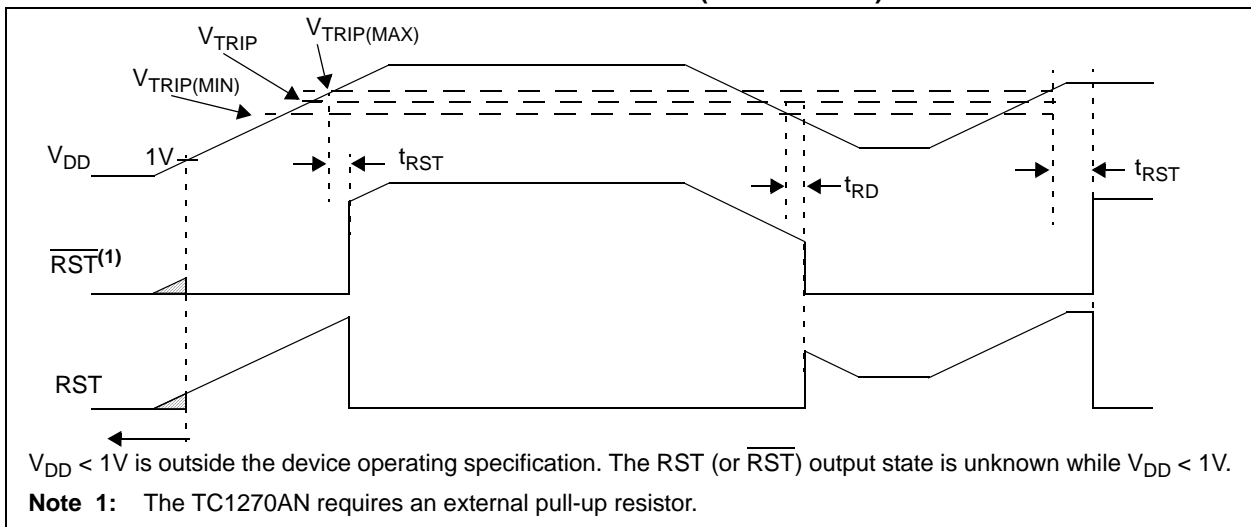 V_TRIP
V_TRIP(MAX)
V_TRIP(MIN)
V_DD
1V
t_RST
t_RD
t_RST
R̅S̅T̅(1)
RST
V_DD < 1V is outside the device operating specification. The RST (or R̅S̅T̅) output state is unknown while V_DD < 1V.
Note 1: The TC1270AN requires an external pull-up resistor.